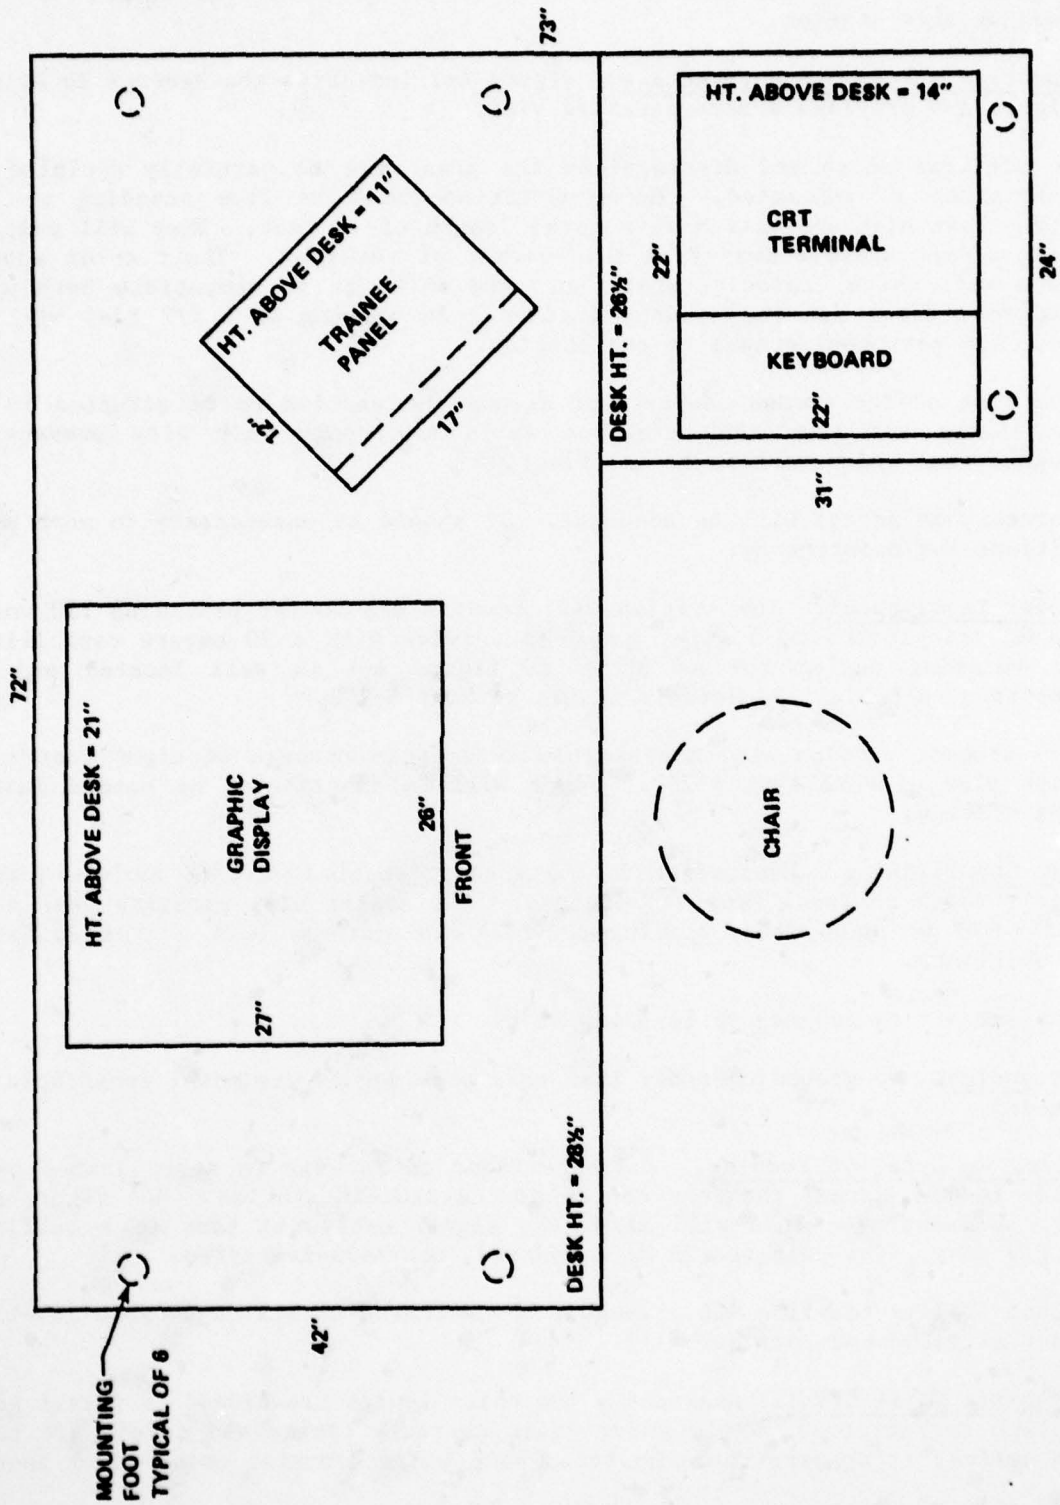 72"
73"
HT. ABOVE DESK = 21"
GRAPHIC
DISPLAY
27"
26"
FRONT
HT. ABOVE DESK = 11"
TRAINEE
PANEL
12"
17"
DESK HT. = 28½"
42"
MOUNTING
FOOT
TYPICAL OF 6
DESK HT. = 26½"
HT. ABOVE DESK = 14"
CRT
TERMINAL
22"
KEYBOARD
22"
31"
24"
CHAIR